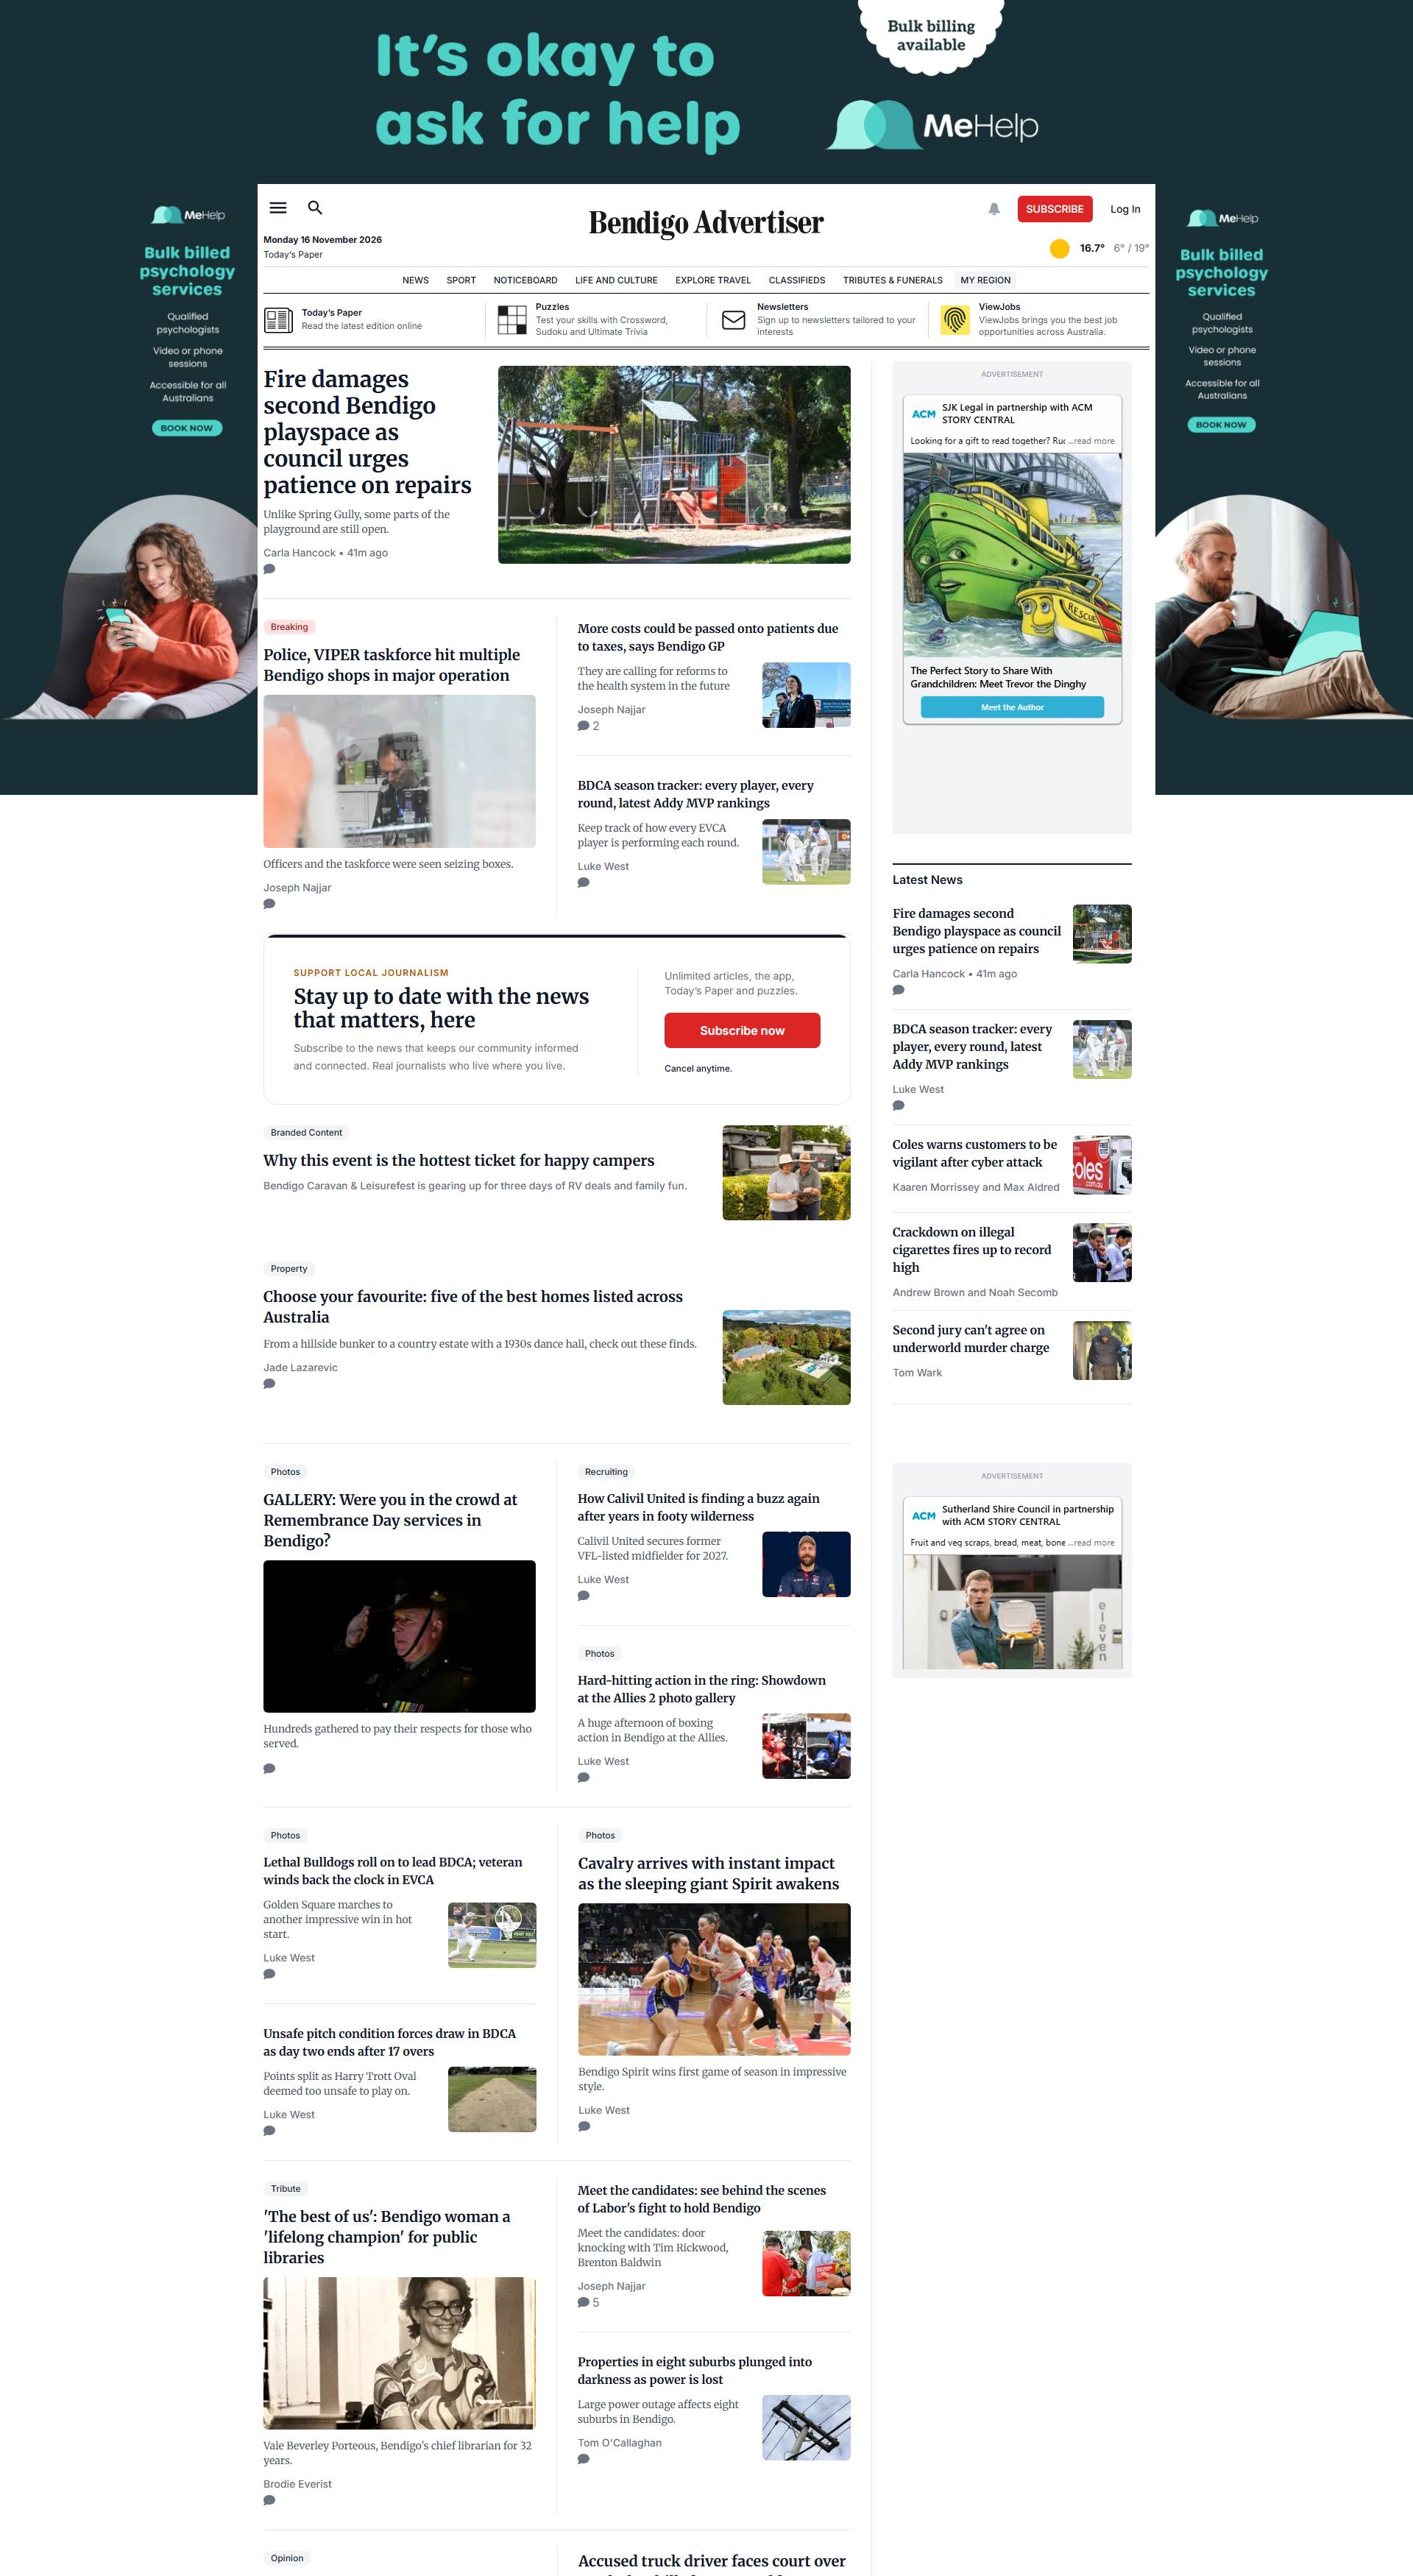 It's okay to
ask for help
Bulk billing
available
MeHelp
MeHelp
Bulk billed
psychology
services
Qualified
psychologists
Video or phone
sessions
Accessible for all
Australians
BOOK NOW
MeHelp
Bulk billed
psychology
services
Qualified
psychologists
Video or phone
sessions
Accessible for all
Australians
BOOK NOW
Bendigo Advertiser
SUBSCRIBE
Log In
Monday 16 November 2026
Today's Paper
16.7° 6° / 19°
NEWS SPORT NOTICEBOARD LIFE AND CULTURE EXPLORE TRAVEL CLASSIFIEDS TRIBUTES & FUNERALS MY REGION
Today's Paper
Read the latest edition online
Puzzles
Test your skills with Crossword,
Sudoku and Ultimate Trivia
Newsletters
Sign up to newsletters tailored to your
interests
ViewJobs
ViewJobs brings you the best job
opportunities across Australia.
Fire damages
second Bendigo
playspace as
council urges
patience on repairs
Unlike Spring Gully, some parts of the
playground are still open.
Carla Hancock • 41m ago
Breaking
Police, VIPER taskforce hit multiple
Bendigo shops in major operation
Officers and the taskforce were seen seizing boxes.
Joseph Najjar
More costs could be passed onto patients due
to taxes, says Bendigo GP
They are calling for reforms to
the health system in the future
Joseph Najjar
2
BDCA season tracker: every player, every
round, latest Addy MVP rankings
Keep track of how every EVCA
player is performing each round.
Luke West
SUPPORT LOCAL JOURNALISM
Stay up to date with the news
that matters, here
Subscribe to the news that keeps our community informed
and connected. Real journalists who live where you live.
Unlimited articles, the app,
Today's Paper and puzzles.
Subscribe now
Cancel anytime.
Branded Content
Why this event is the hottest ticket for happy campers
Bendigo Caravan & Leisurefest is gearing up for three days of RV deals and family fun.
Property
Choose your favourite: five of the best homes listed across
Australia
From a hillside bunker to a country estate with a 1930s dance hall, check out these finds.
Jade Lazarevic
Photos
GALLERY: Were you in the crowd at
Remembrance Day services in
Bendigo?
Hundreds gathered to pay their respects for those who
served.
Recruiting
How Calivil United is finding a buzz again
after years in footy wilderness
Calivil United secures former
VFL-listed midfielder for 2027.
Luke West
Photos
Hard-hitting action in the ring: Showdown
at the Allies 2 photo gallery
A huge afternoon of boxing
action in Bendigo at the Allies.
Luke West
Photos
Lethal Bulldogs roll on to lead BDCA; veteran
winds back the clock in EVCA
Golden Square marches to
another impressive win in hot
start.
Luke West
Unsafe pitch condition forces draw in BDCA
as day two ends after 17 overs
Points split as Harry Trott Oval
deemed too unsafe to play on.
Luke West
Photos
Cavalry arrives with instant impact
as the sleeping giant Spirit awakens
Bendigo Spirit wins first game of season in impressive
style.
Luke West
Tribute
'The best of us': Bendigo woman a
'lifelong champion' for public
libraries
Vale Beverley Porteous, Bendigo's chief librarian for 32
years.
Brodie Everist
Meet the candidates: see behind the scenes
of Labor's fight to hold Bendigo
Meet the candidates: door
knocking with Tim Rickwood,
Brenton Baldwin
Joseph Najjar
5
Properties in eight suburbs plunged into
darkness as power is lost
Large power outage affects eight
suburbs in Bendigo.
Tom O'Callaghan
Opinion
Accused truck driver faces court over
ADVERTISEMENT
ACM
SJK Legal in partnership with ACM
STORY CENTRAL
Looking for a gift to read together? Ruc ...read more
RESCUE
The Perfect Story to Share With
Grandchildren: Meet Trevor the Dinghy
Meet the Author
Latest News
Fire damages second
Bendigo playspace as council
urges patience on repairs
Carla Hancock • 41m ago
BDCA season tracker: every
player, every round, latest
Addy MVP rankings
Luke West
Coles warns customers to be
vigilant after cyber attack
Kaaren Morrissey and Max Aldred
oles
Crackdown on illegal
cigarettes fires up to record
high
Andrew Brown and Noah Secomb
Second jury can't agree on
underworld murder charge
Tom Wark
ADVERTISEMENT
ACM
Sutherland Shire Council in partnership
with ACM STORY CENTRAL
Fruit and veg scraps, bread, meat, bone ...read more
eleven